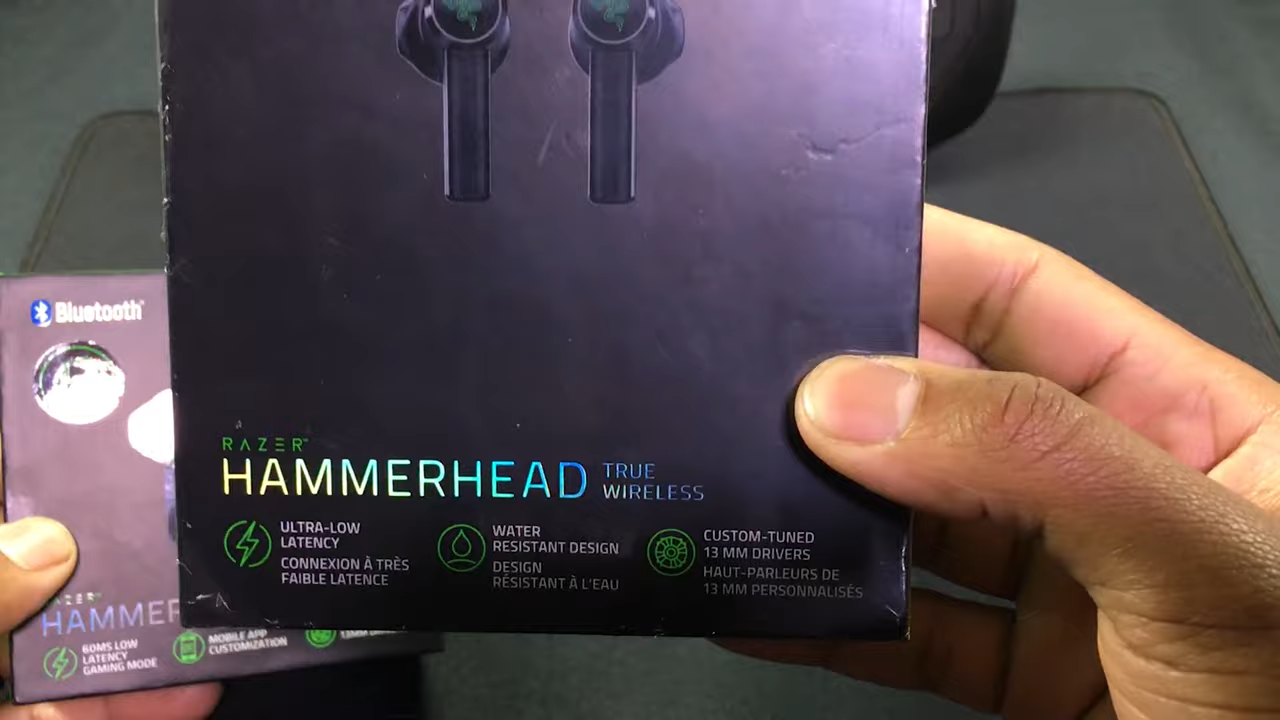 RAZER™
HAMMERHEAD TRUE WIRELESS
ULTRA-LOW
LATENCY
CONNEXION À TRÈS
FAIBLE LATENCE
WATER
RESISTANT DESIGN
DESIGN
RÉSISTANT À L'EAU
CUSTOM-TUNED
13 MM DRIVERS
HAUT-PARLEURS DE
13 MM PERSONNALISÉS
Bluetooth
HAMMER
60MS LOW
LATENCY
GAMING MODE
MOBILE APP
CUSTOMIZATION
13MM